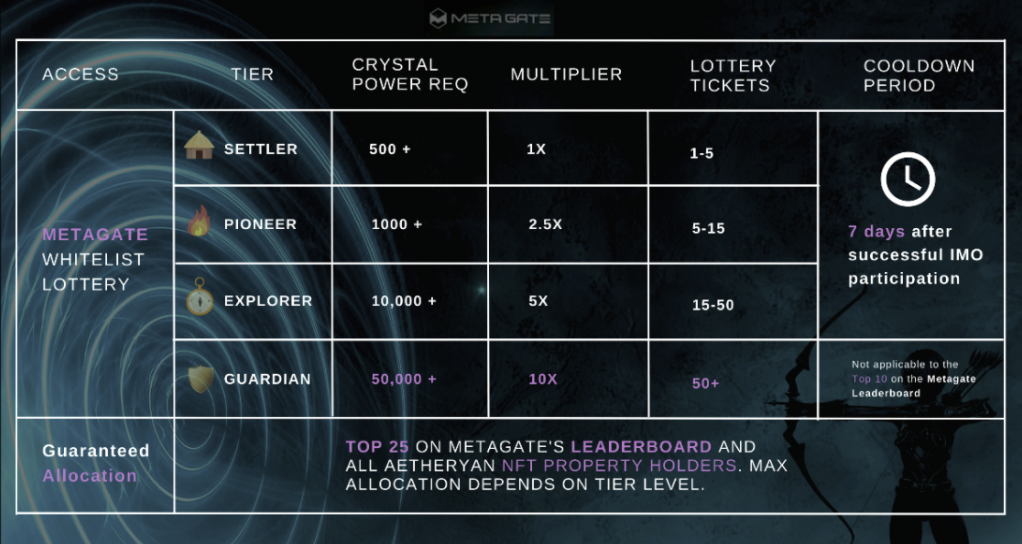 META GATE
ACCESS
TIER
CRYSTAL
POWER REQ
MULTIPLIER
LOTTERY
TICKETS
COOLDOWN
PERIOD
METAGATE
WHITELIST
LOTTERY
SETTLER
500 +
1X
1-5
PIONEER
1000 +
2.5X
5-15
EXPLORER
10,000 +
5X
15-50
GUARDIAN
50,000 +
10X
50+
7 days after
successful IMO
participation
Not applicable to the
Top 10 on the Metagate
Leaderboard
Guaranteed
Allocation
TOP 25 ON METAGATE'S LEADERBOARD AND
ALL AETHERYAN NFT PROPERTY HOLDERS. MAX
ALLOCATION DEPENDS ON TIER LEVEL.